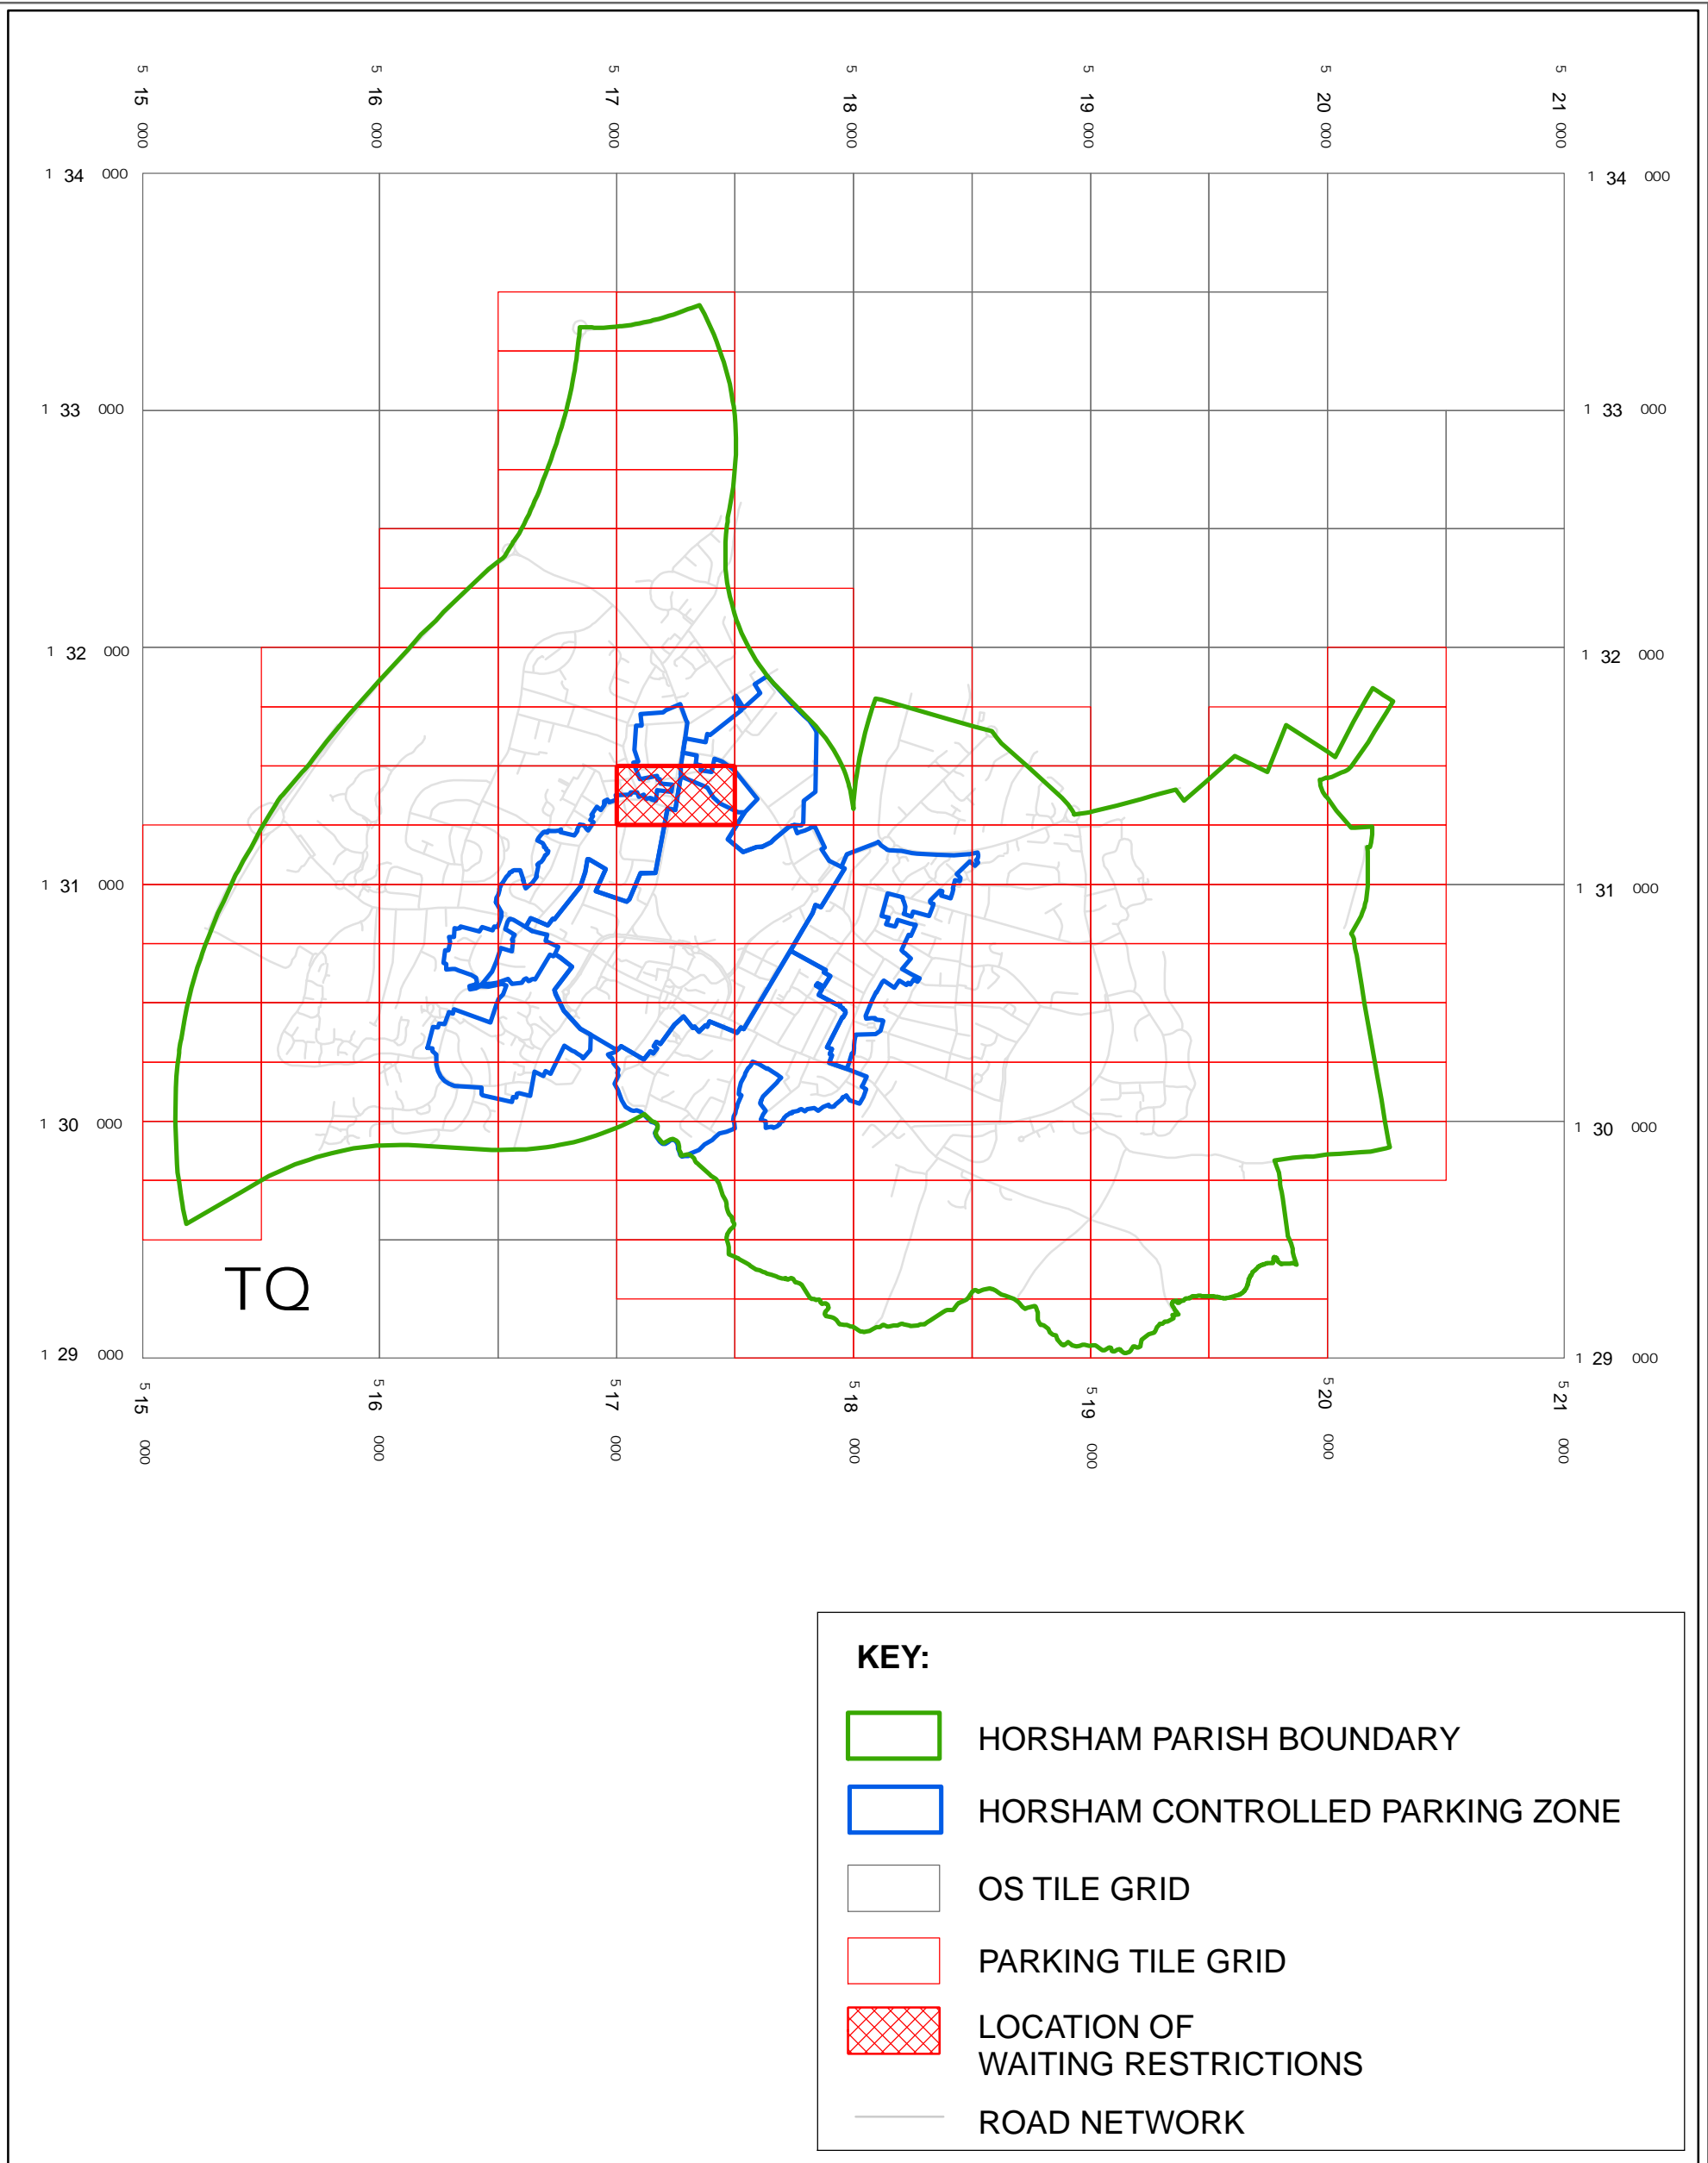 5 15 000
5 16 000
5 17 000
5 18 000
5 19 000
5 20 000
5 21 000
1 34 000
1 34 000
1 33 000
1 33 000
1 32 000
1 32 000
1 31 000
1 31 000
1 30 000
1 30 000
TQ
1 29 000
1 29 000
5 15 000
5 16 000
5 17 000
5 18 000
5 19 000
5 20 000
5 21 000
KEY:
HORSHAM PARISH BOUNDARY
HORSHAM CONTROLLED PARKING ZONE
OS TILE GRID
PARKING TILE GRID
LOCATION OF
WAITING RESTRICTIONS
ROAD NETWORK